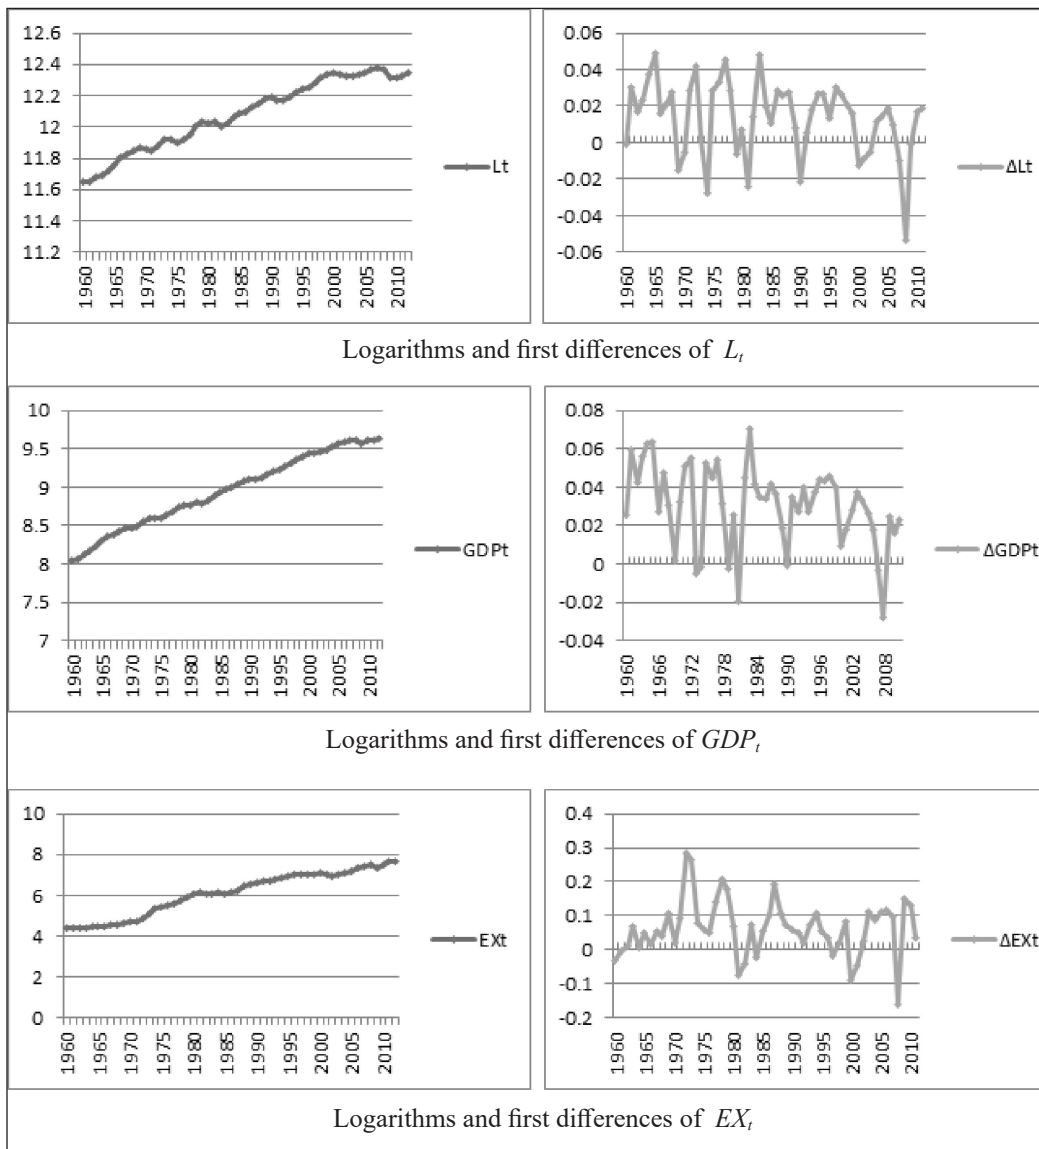 12.6
12.4
12.2
12
11.8
11.6
11.4
11.2
1960 1965 1970 1975 1980 1985 1990 1995 2000 2005 2010
Lt
0.06
0.04
0.02
0
-0.02
-0.04
-0.06
1960 1965 1970 1975 1980 1985 1990 1995 2000 2005 2010
ΔLt
Logarithms and first differences of Lt
10
9.5
9
8.5
8
7.5
7
1960 1965 1970 1975 1980 1985 1990 1995 2000 2005 2010
GDPt
0.08
0.06
0.04
0.02
0
-0.02
-0.04
1960 1966 1972 1978 1984 1990 1996 2002 2008
ΔGDPt
Logarithms and first differences of GDPt
10
8
6
4
2
0
1960 1965 1970 1975 1980 1985 1990 1995 2000 2005 2010
EXt
0.4
0.3
0.2
0.1
0
-0.1
-0.2
1960 1965 1970 1975 1980 1985 1990 1995 2000 2005 2010
ΔEXt
Logarithms and first differences of EXt